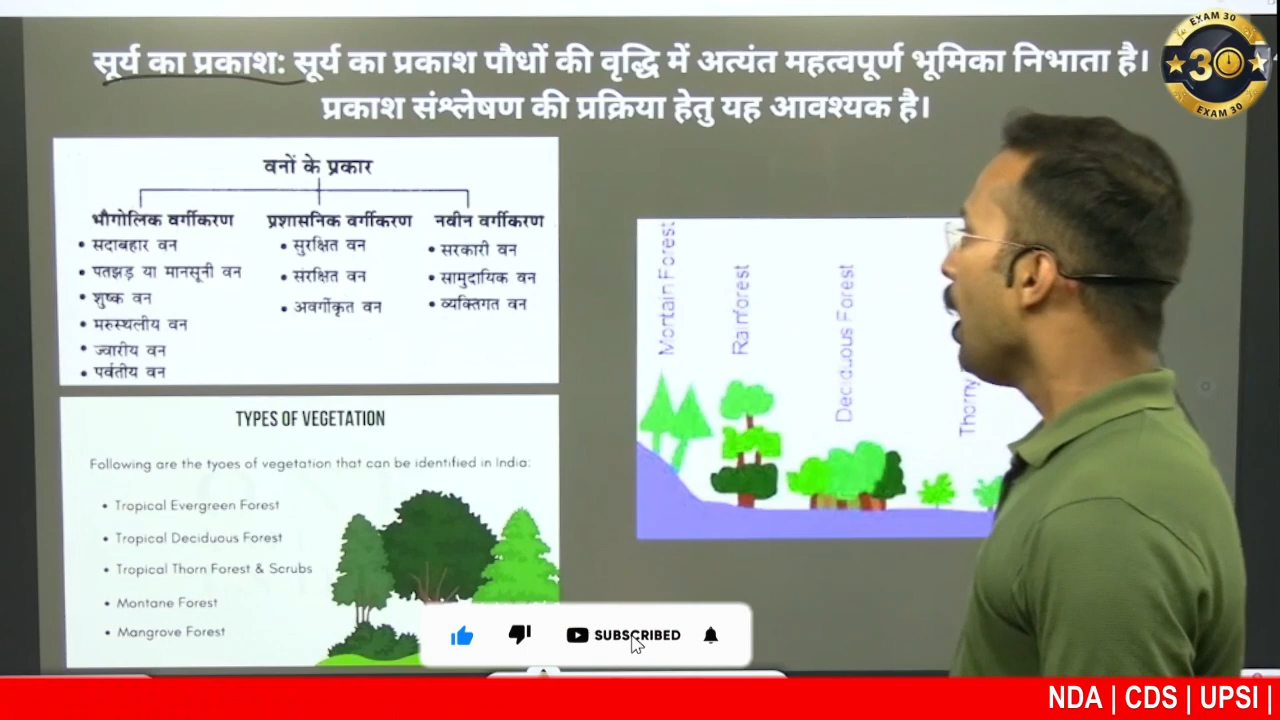 सूर्य का प्रकाश: सूर्य का प्रकाश पौधों की वृद्धि में अत्यंत महत्वपूर्ण भूमिका निभाता है।
प्रकाश संश्लेषण की प्रक्रिया हेतु यह आवश्यक है।
EXAM 30
30
EXAM 30
वनों के प्रकार
भौगोलिक वर्गीकरण
• सदाबहार वन
• पतझड़ या मानसूनी वन
• शुष्क वन
• मरुस्थलीय वन
• ज्वारीय वन
• पर्वतीय वन
प्रशासनिक वर्गीकरण
• सुरक्षित वन
• संरक्षित वन
• अवर्गीकृत वन
नवीन वर्गीकरण
• सरकारी वन
• सामुदायिक वन
• व्यक्तिगत वन
Mortain Forest
Rainforest
Deciduous Forest
Thorny
TYPES OF VEGETATION
Following are the tyoes of vegetation that can be identified in India:
• Tropical Evergreen Forest
• Tropical Deciduous Forest
• Tropical Thorn Forest & Scrubs
• Montane Forest
• Mangrove Forest
SUBSCRIBED
NDA | CDS | UPSI |